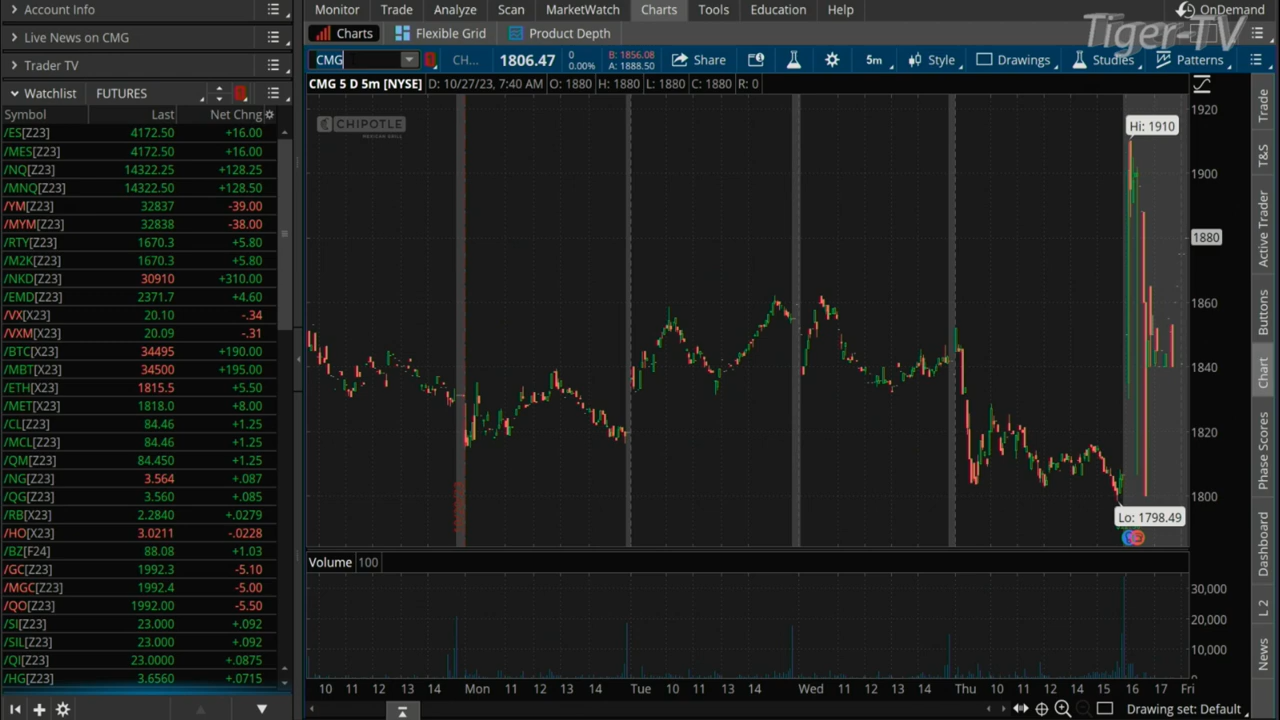 Account Info
Live News on CMG
Trader TV
Watchlist FUTURES
Symbol Last Net Chng
/ES[Z23] 4172.50 +16.00
/MES[Z23] 4172.50 +16.00
/NQ[Z23] 14322.25 +128.25
/MNQ[Z23] 14322.50 +128.50
/YM[Z23] 32837 -39.00
/MYM[Z23] 32838 -38.00
/RTY[Z23] 1670.3 +5.80
/M2K[Z23] 1670.3 +5.80
/NKD[Z23] 30910 +310.00
/EMD[Z23] 2371.7 +4.60
/VX[X23] 20.10 -.34
/VXM[X23] 20.09 -.31
/BTC[X23] 34495 +190.00
/MBT[X23] 34500 +195.00
/ETH[X23] 1815.5 +5.50
/MET[X23] 1818.0 +8.00
/CL[Z23] 84.46 +1.25
/MCL[Z23] 84.46 +1.25
/QM[Z23] 84.450 +1.25
/NG[Z23] 3.564 +.087
/QG[Z23] 3.560 +.085
/RB[X23] 2.2840 +.0279
/HO[X23] 3.0211 -.0228
/BZ[F24] 88.08 +1.03
/GC[Z23] 1992.3 -5.10
/MGC[Z23] 1992.4 -5.00
/QO[Z23] 1992.00 -5.50
/SI[Z23] 23.000 +.092
/SIL[Z23] 23.000 +.092
/QI[Z23] 23.0000 +.0875
/HG[Z23] 3.6560 +.0715
Monitor Trade Analyze Scan MarketWatch Charts Tools Education Help OnDemand
Tiger-TV
Charts Flexible Grid Product Depth
CMG CH... 1806.47 0 0.00% B: 1856.08 A: 1888.50 Share 5m Style Drawings Studies Patterns
CMG 5 D 5m [NYSE] D: 10/27/23, 7:40 AM O: 1880 H: 1880 L: 1880 C: 1880 R: 0
CHIPOTLE
MEXICAN GRILL
Hi: 1910
Lo: 1798.49
1920
1900
1880
1860
1840
1820
1800
Volume 100
30,000
20,000
10,000
0
10 11 12 13 14 Mon 11 12 13 14 Tue 10 11 12 13 14 Wed 11 12 13 14 Thu 10 11 12 14 15 16 17 Fri
Drawing set: Default
Trade
T&S
Active Trader
Buttons
Chart
Phase Scores
Dashboard
L 2
News